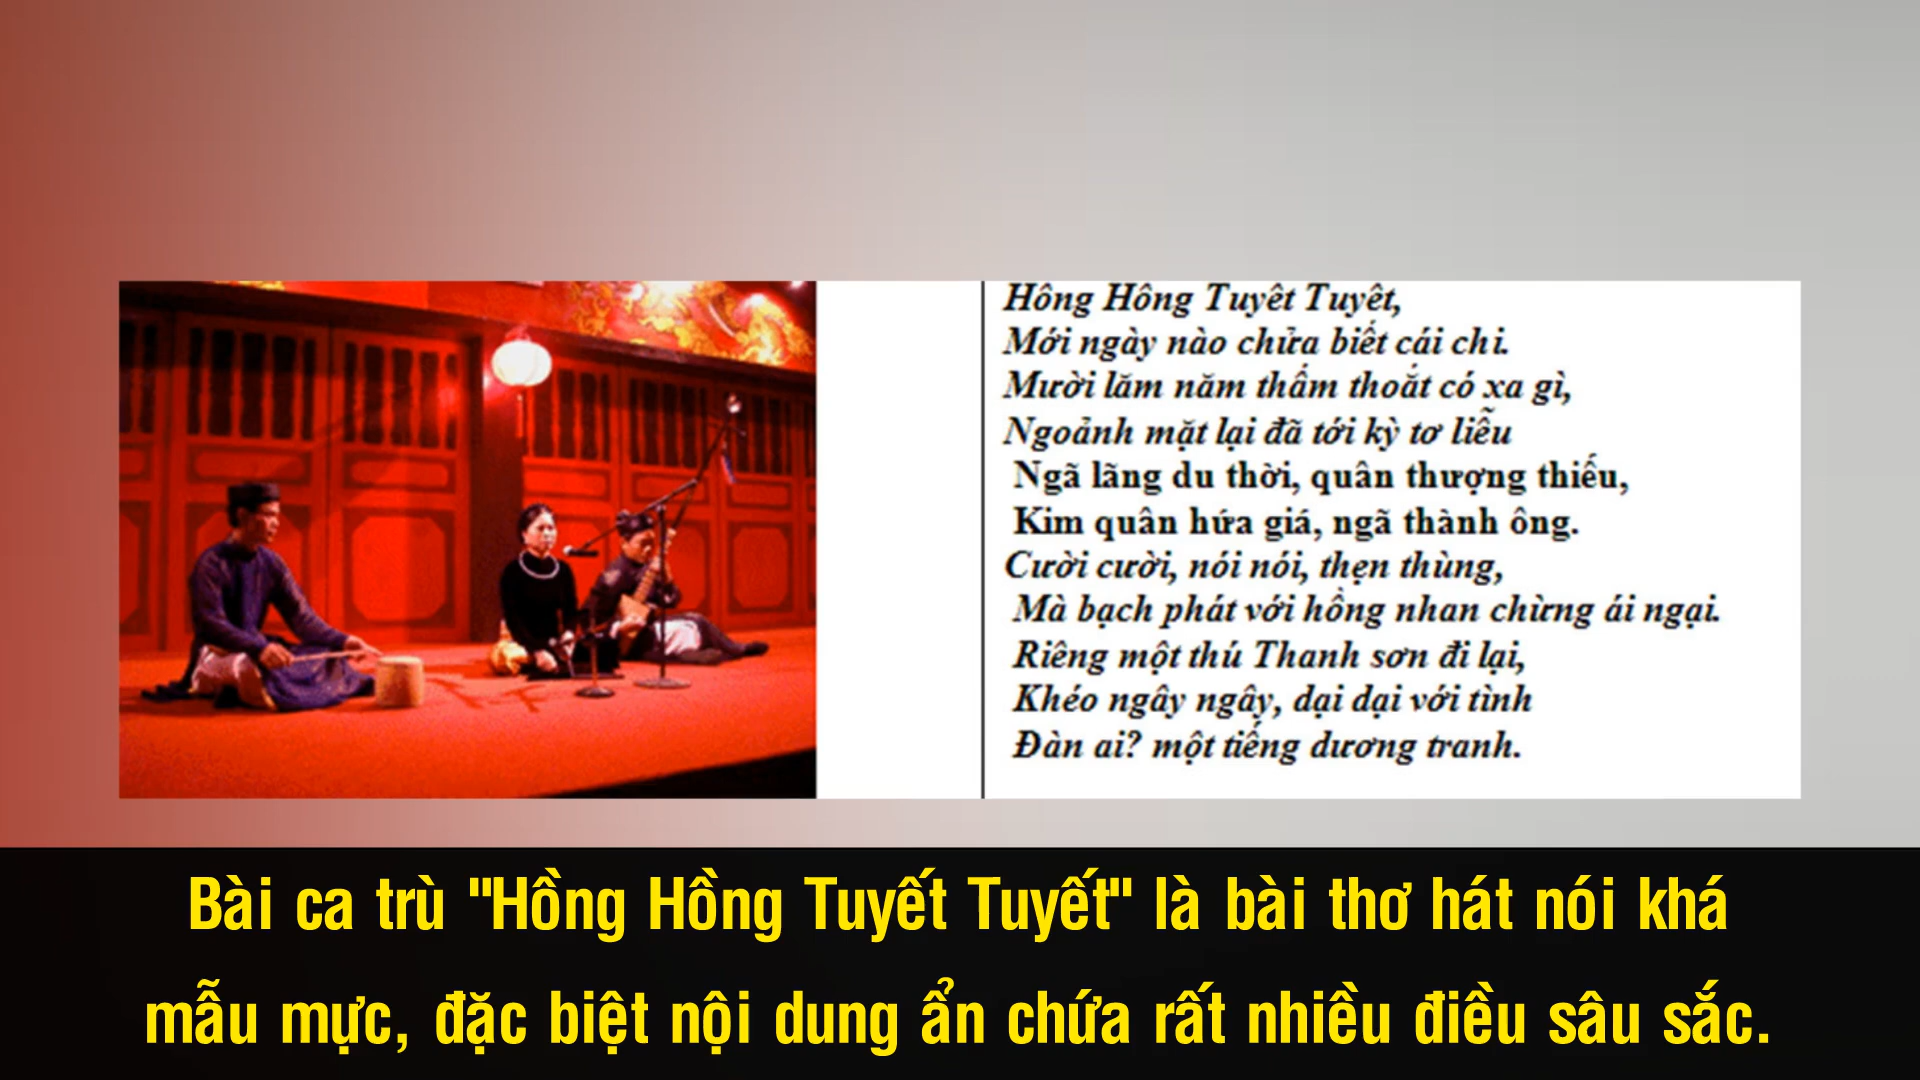 Hồng Hồng Tuyết Tuyết,
Mới ngày nào chửa biết cái chi.
Mười lăm năm thấm thoắt có xa gì,
Ngoảnh mặt lại đã tới kỳ tơ liễu
Ngã lãng du thời, quân thượng thiếu,
Kim quân hứa giá, ngã thành ông.
Cười cười, nói nói, thẹn thùng,
Mà bạch phát với hồng nhan chừng ái ngại.
Riêng một thú Thanh sơn đi lại,
Khéo ngây ngây, dại dại với tình
Đàn ai? một tiếng dương tranh.
Bài ca trù "Hồng Hồng Tuyết Tuyết" là bài thơ hát nói khá
mẫu mực, đặc biệt nội dung ẩn chứa rất nhiều điều sâu sắc.